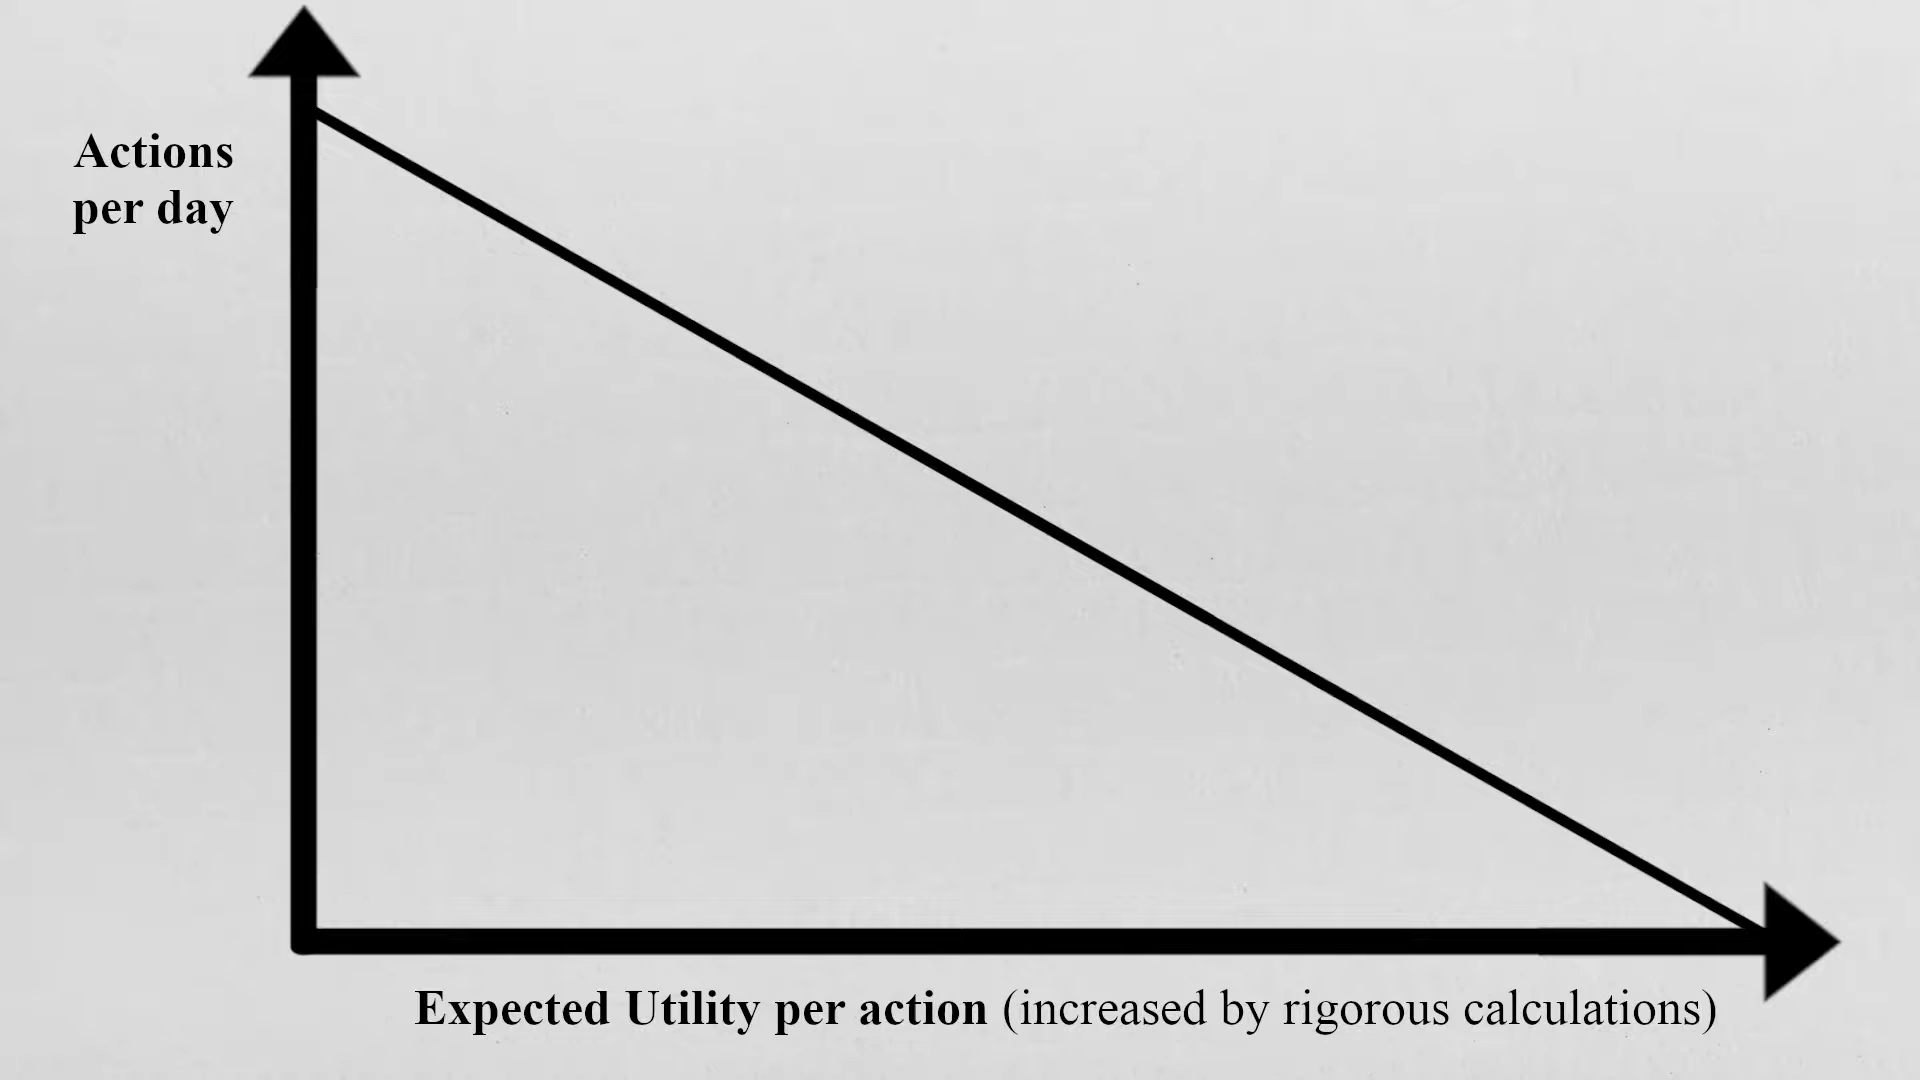 Actions
per day
Expected Utility per action (increased by rigorous calculations)